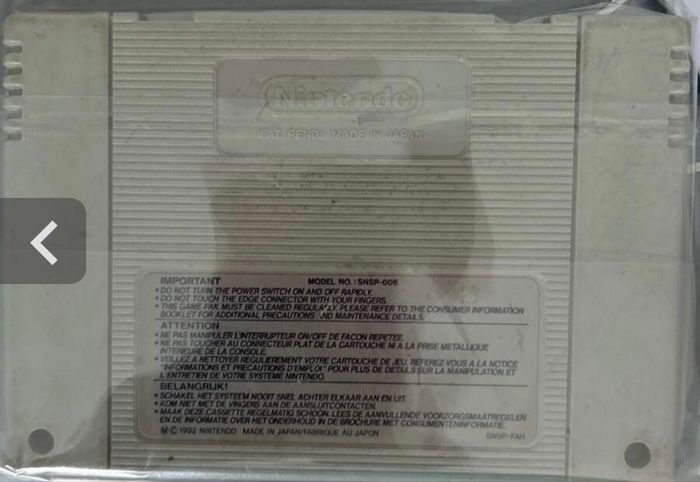 Nintendo
PAT. PEND. MADE IN JAPAN
IMPORTANT MODEL NO.: SNSP-006
• DO NOT TURN THE POWER SWITCH ON AND OFF RAPIDLY.
• DO NOT TOUCH THE EDGE CONNECTOR WITH YOUR FINGERS.
• THIS GAME PAK MUST BE CLEANED REGULARLY. PLEASE REFER TO THE CONSUMER INFORMATION
BOOKLET FOR ADDITIONAL PRECAUTIONS AND MAINTENANCE DETAILS.
ATTENTION
• NE PAS MANIPULER L'INTERRUPTEUR ON/OFF DE FACON REPETEE.
• NE PAS TOUCHER AU CONNECTEUR PLAT DE LA CARTOUCHE NI A LA PRISE METALLIQUE
INTERIEURE DE LA CONSOLE.
• VEILLEZ A NETTOYER REGULIEREMENT VOTRE CARTOUCHE DE JEU. REFEREZ-VOUS A LA NOTICE
"INFORMATIONS ET PRECAUTIONS D'EMPLOI" POUR PLUS DE DETAILS SUR LA MANIPULATION ET
L'ENTRETIEN DE VOTRE SYSTEME NINTENDO.
BELANGRIJK!
• SCHAKEL HET SYSTEEM NOOIT SNEL ACHTER ELKAAR AAN EN UIT.
• KOM NIET MET DE VINGERS AAN DE AANSLUITCONTACTEN.
• MAAK DEZE CASSETTE REGELMATIG SCHOON. LEES DE AANVULLENDE VOORZORGSMAATREGELEN
EN DE INFORMATIE OVER HET ONDERHOUD IN DE BROCHURE MET CONSUMENTENINFORMATIE.
Ⓜ © 1992 NINTENDO MADE IN JAPAN/FABRIQUE AU JAPON SNSP-FAH